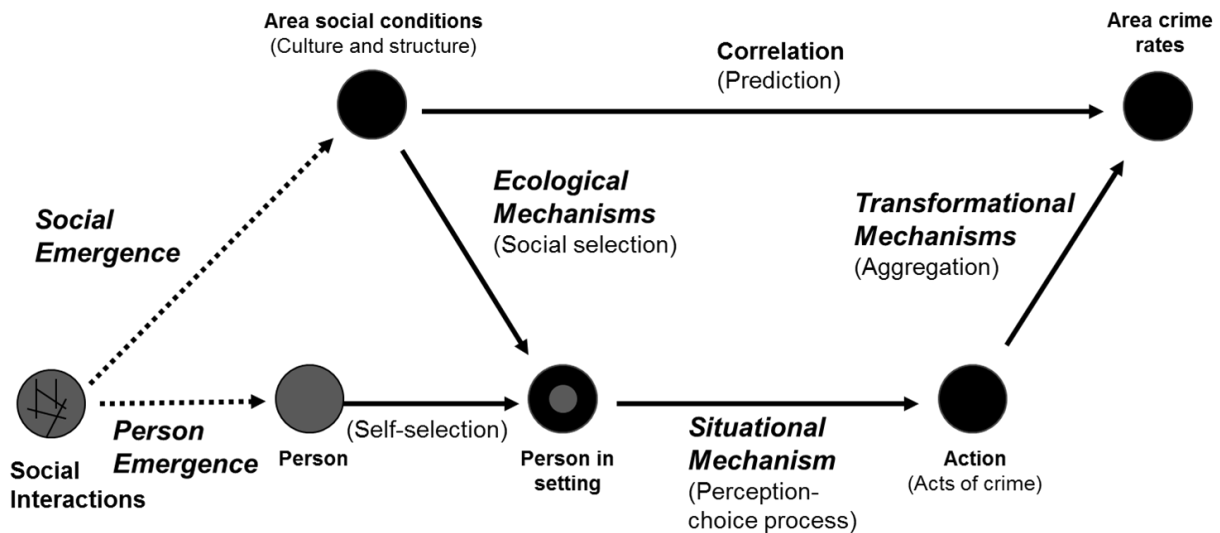 Area social conditions
(Culture and structure)
Area crime
rates
Correlation
(Prediction)
Ecological
Mechanisms
(Social selection)
Transformational
Mechanisms
(Aggregation)
Social
Emergence
Person
Emergence
(Self-selection)
Situational
Mechanism
(Perception-
choice process)
Social
Interactions
Person
Person in
setting
Action
(Acts of crime)